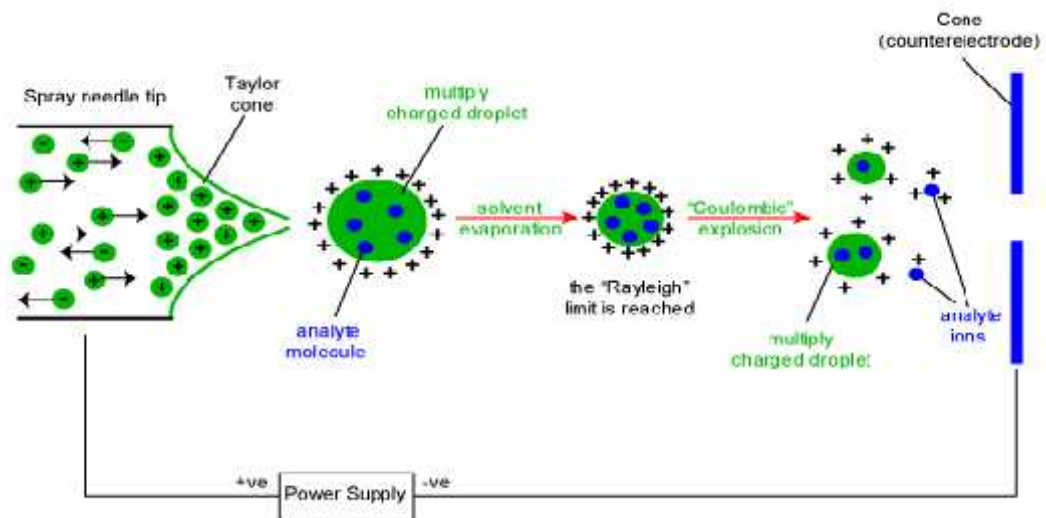 Cone
(counterelectrode)
Spray needle tip
Taylor
cone
multiply
charged droplet
solvent
evaporation
"Coulombic"
explosion
the "Rayleigh"
limit is reached
analyte
molecule
multiply
charged droplet
analyte
ions
+ve
Power Supply
-ve